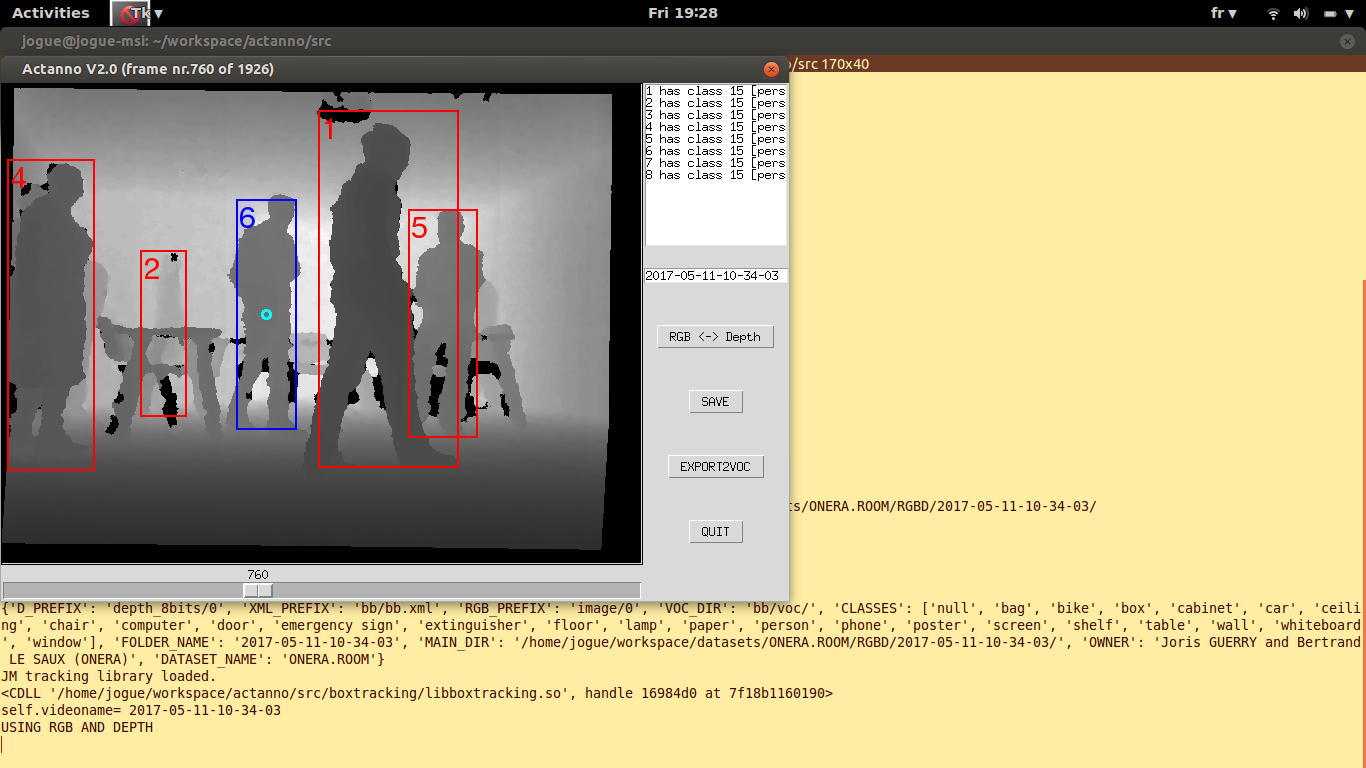 Activities Tk Fri 19:28 fr
jogue@jogue-msi: ~/workspace/actanno/src
Actanno V2.0 (frame nr.760 of 1926)
o/src 170x40
1 has class 15 [pers
2 has class 15 [pers
3 has class 15 [pers
4 has class 15 [pers
5 has class 15 [pers
6 has class 15 [pers
7 has class 15 [pers
8 has class 15 [pers
1
4
6
5
2
2017-05-11-10-34-03
RGB <-> Depth
SAVE
EXPORT2VOC
QUIT
ts/ONERA.ROOM/RGBD/2017-05-11-10-34-03/
760
{'D_PREFIX': 'depth_8bits/0', 'XML_PREFIX': 'bb/bb.xml', 'RGB_PREFIX': 'image/0', 'VOC_DIR': 'bb/voc/', 'CLASSES': ['null', 'bag', 'bike', 'box', 'cabinet', 'car', 'ceili
ng', 'chair', 'computer', 'door', 'emergency sign', 'extinguisher', 'floor', 'lamp', 'paper', 'person', 'phone', 'poster', 'screen', 'shelf', 'table', 'wall', 'whiteboard
', 'window'], 'FOLDER_NAME': '2017-05-11-10-34-03', 'MAIN_DIR': '/home/jogue/workspace/datasets/ONERA.ROOM/RGBD/2017-05-11-10-34-03/', 'OWNER': 'Joris GUERRY and Bertrand
LE SAUX (ONERA)', 'DATASET_NAME': 'ONERA.ROOM'}
JM tracking library loaded.
<CDLL '/home/jogue/workspace/actanno/src/boxtracking/libboxtracking.so', handle 16984d0 at 7f18b1160190>
self.videoname= 2017-05-11-10-34-03
USING RGB AND DEPTH